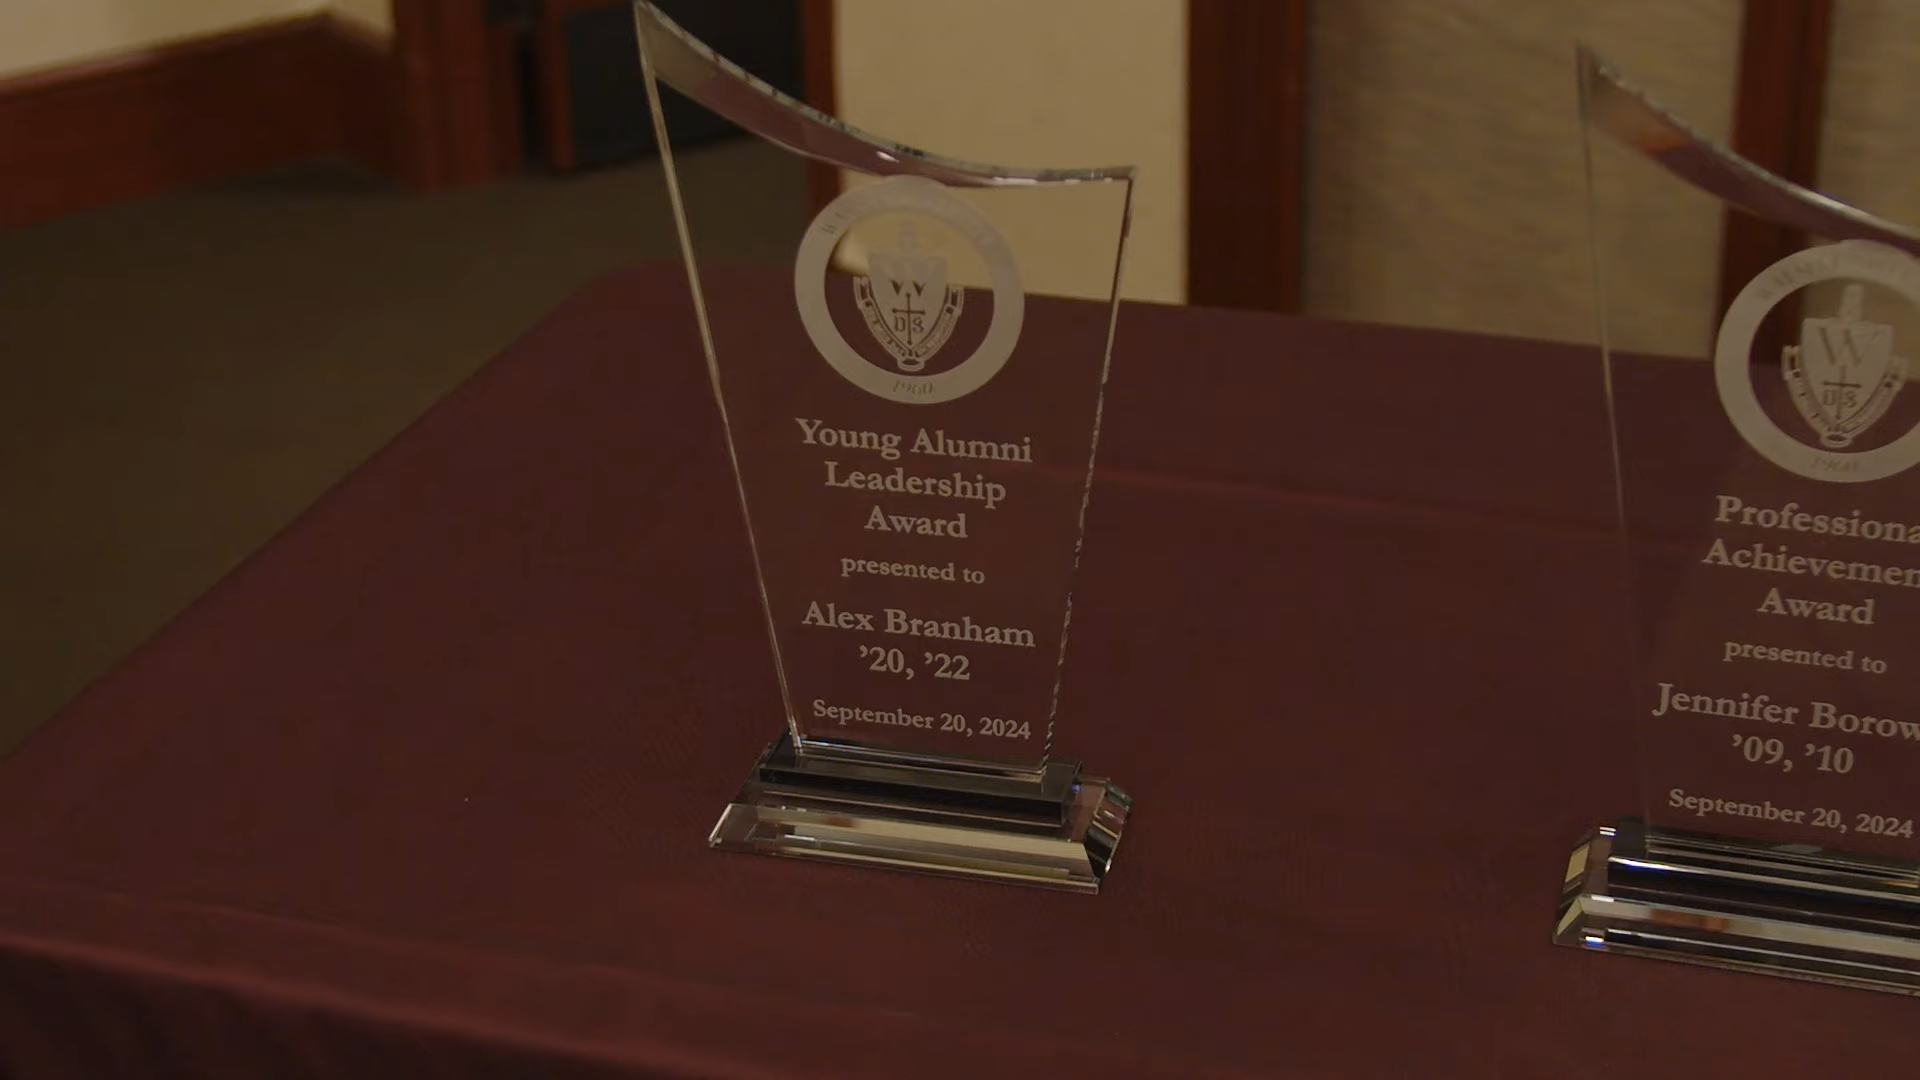 W
D S
1960
Young Alumni
Leadership
Award
presented to
Alex Branham
’20, ’22
September 20, 2024
W
D S
1960
Professiona
Achievemen
Award
presented to
Jennifer Borow
’09, ’10
September 20, 2024